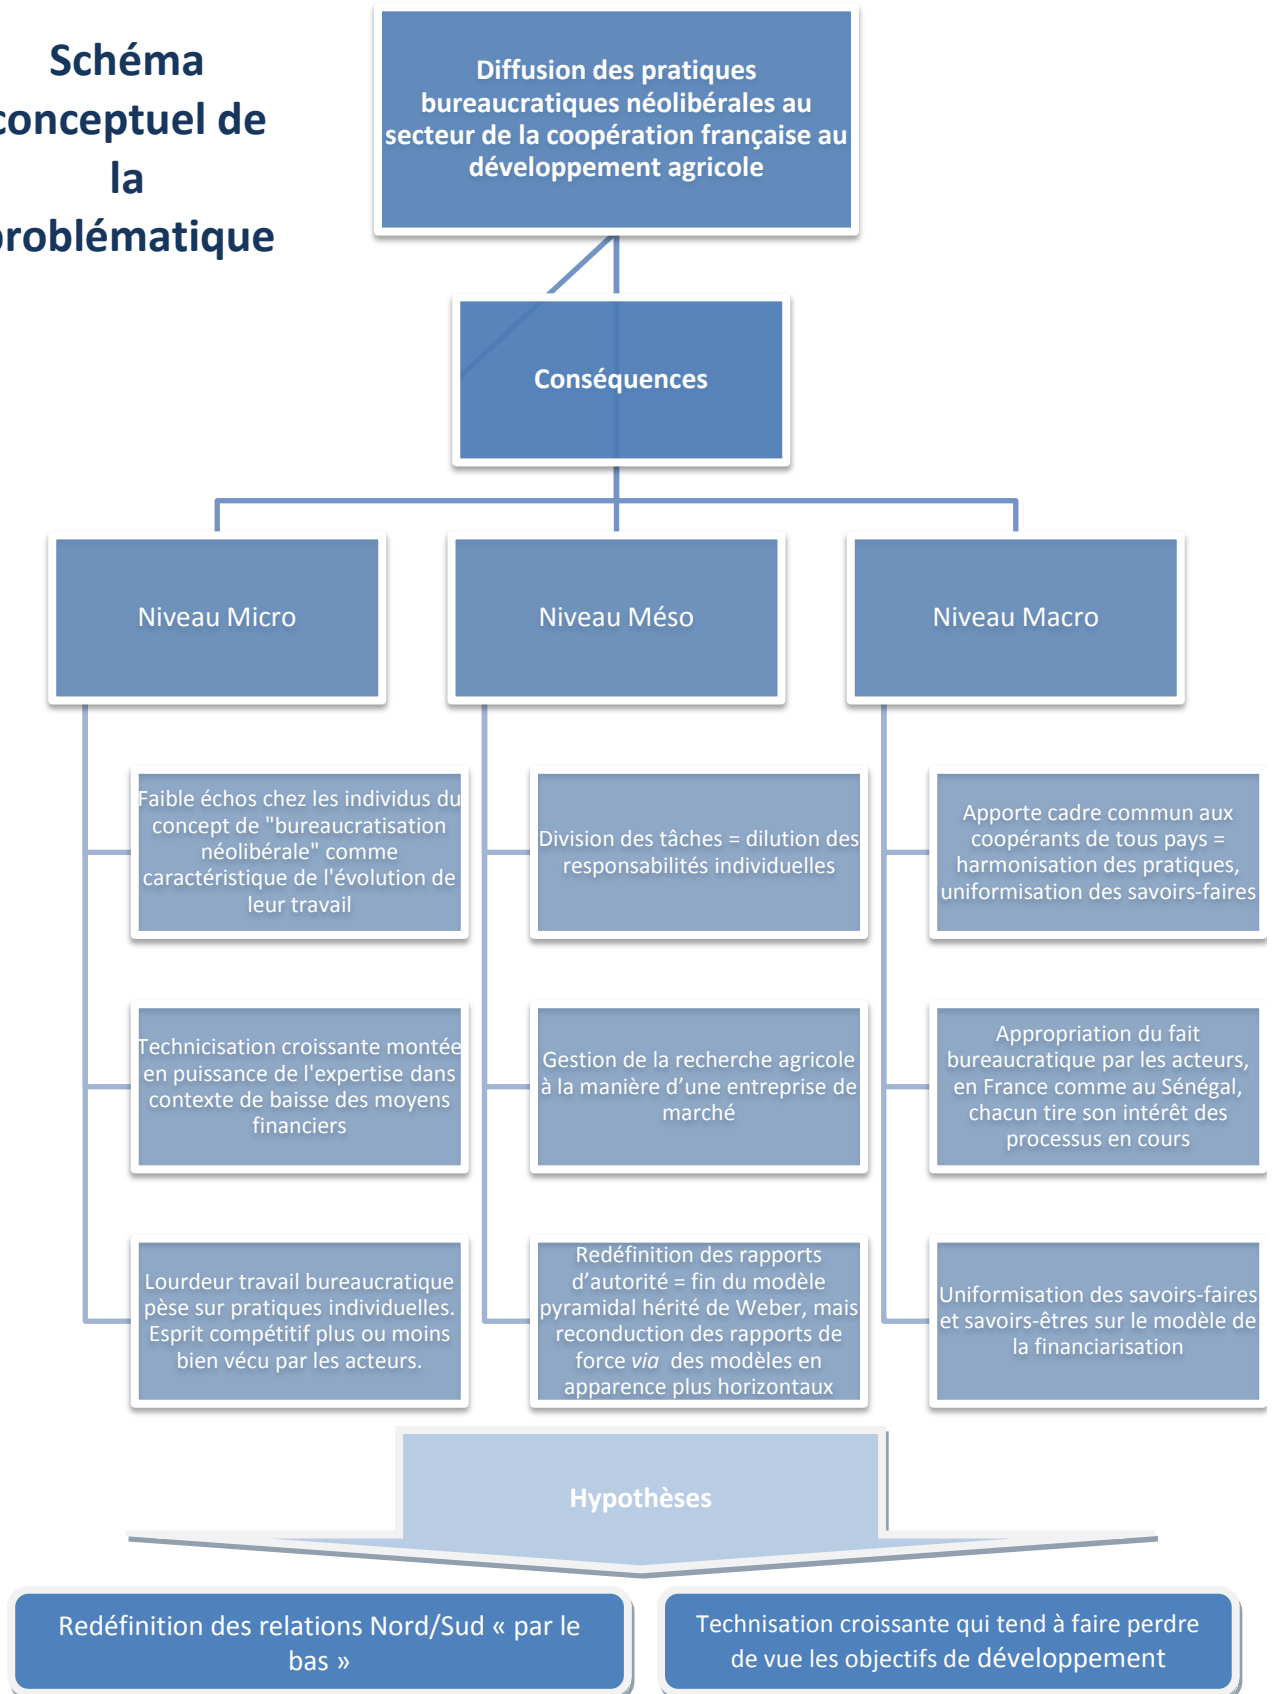 Schéma
conceptuel de
la
problématique
Diffusion des pratiques
bureaucratiques néolibérales au
secteur de la coopération française au
développement agricole
Conséquences
Niveau Micro
Niveau Méso
Niveau Macro
Faible échos chez les individus du
concept de "bureaucratisation
néolibérale" comme
caractéristique de l'évolution de
leur travail
Technicisation croissante montée
en puissance de l'expertise dans
contexte de baisse des moyens
financiers
Lourdeur travail bureaucratique
pèse sur pratiques individuelles.
Esprit compétitif plus ou moins
bien vécu par les acteurs.
Division des tâches = dilution des
responsabilités individuelles
Gestion de la recherche agricole
à la manière d’une entreprise de
marché
Redéfinition des rapports
d’autorité = fin du modèle
pyramidal hérité de Weber, mais
reconduction des rapports de
force via des modèles en
apparence plus horizontaux
Apporte cadre commun aux
coopérants de tous pays =
harmonisation des pratiques,
uniformisation des savoirs-faires
Appropriation du fait
bureaucratique par les acteurs,
en France comme au Sénégal,
chacun tire son intérêt des
processus en cours
Uniformisation des savoirs-faires
et savoirs-êtres sur le modèle de
la financiarisation
Hypothèses
Redéfinition des relations Nord/Sud « par le
bas »
Technisation croissante qui tend à faire perdre
de vue les objectifs de développement